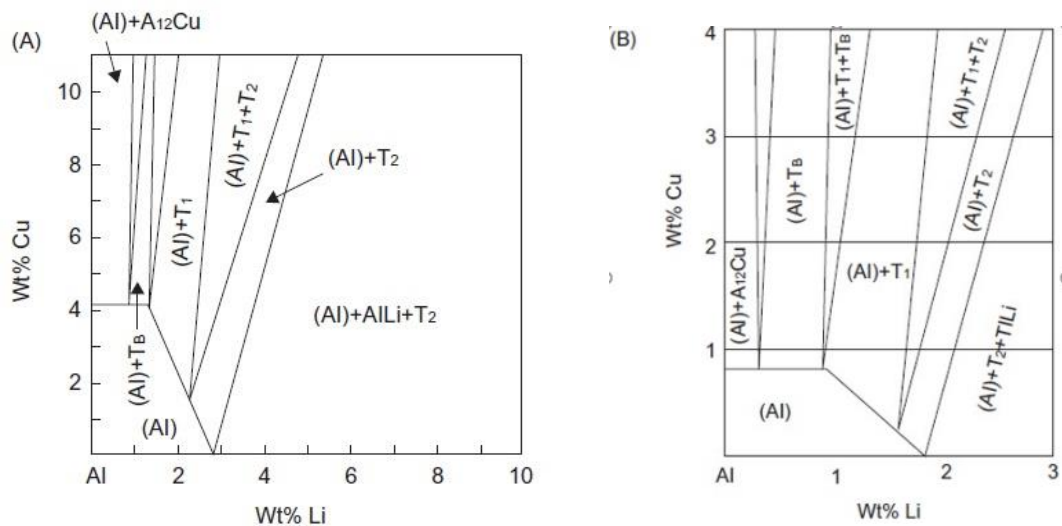 (A)
(Al)+A12Cu
10
8
6
4
2
Wt% Cu
(Al)+TB
(Al)
(Al)+T1
(Al)+T1+T2
(Al)+T2
(Al)+AlLi+T2
Al
2
4
6
8
10
Wt% Li
(B)
4
3
2
1
Wt% Cu
(Al)+A12Cu
(Al)+TB
(Al)+T1+TB
(Al)+T1
(Al)+T1+T2
(Al)+T2
(Al)+T2+TlLi
(Al)
Al
1
2
3
Wt% Li